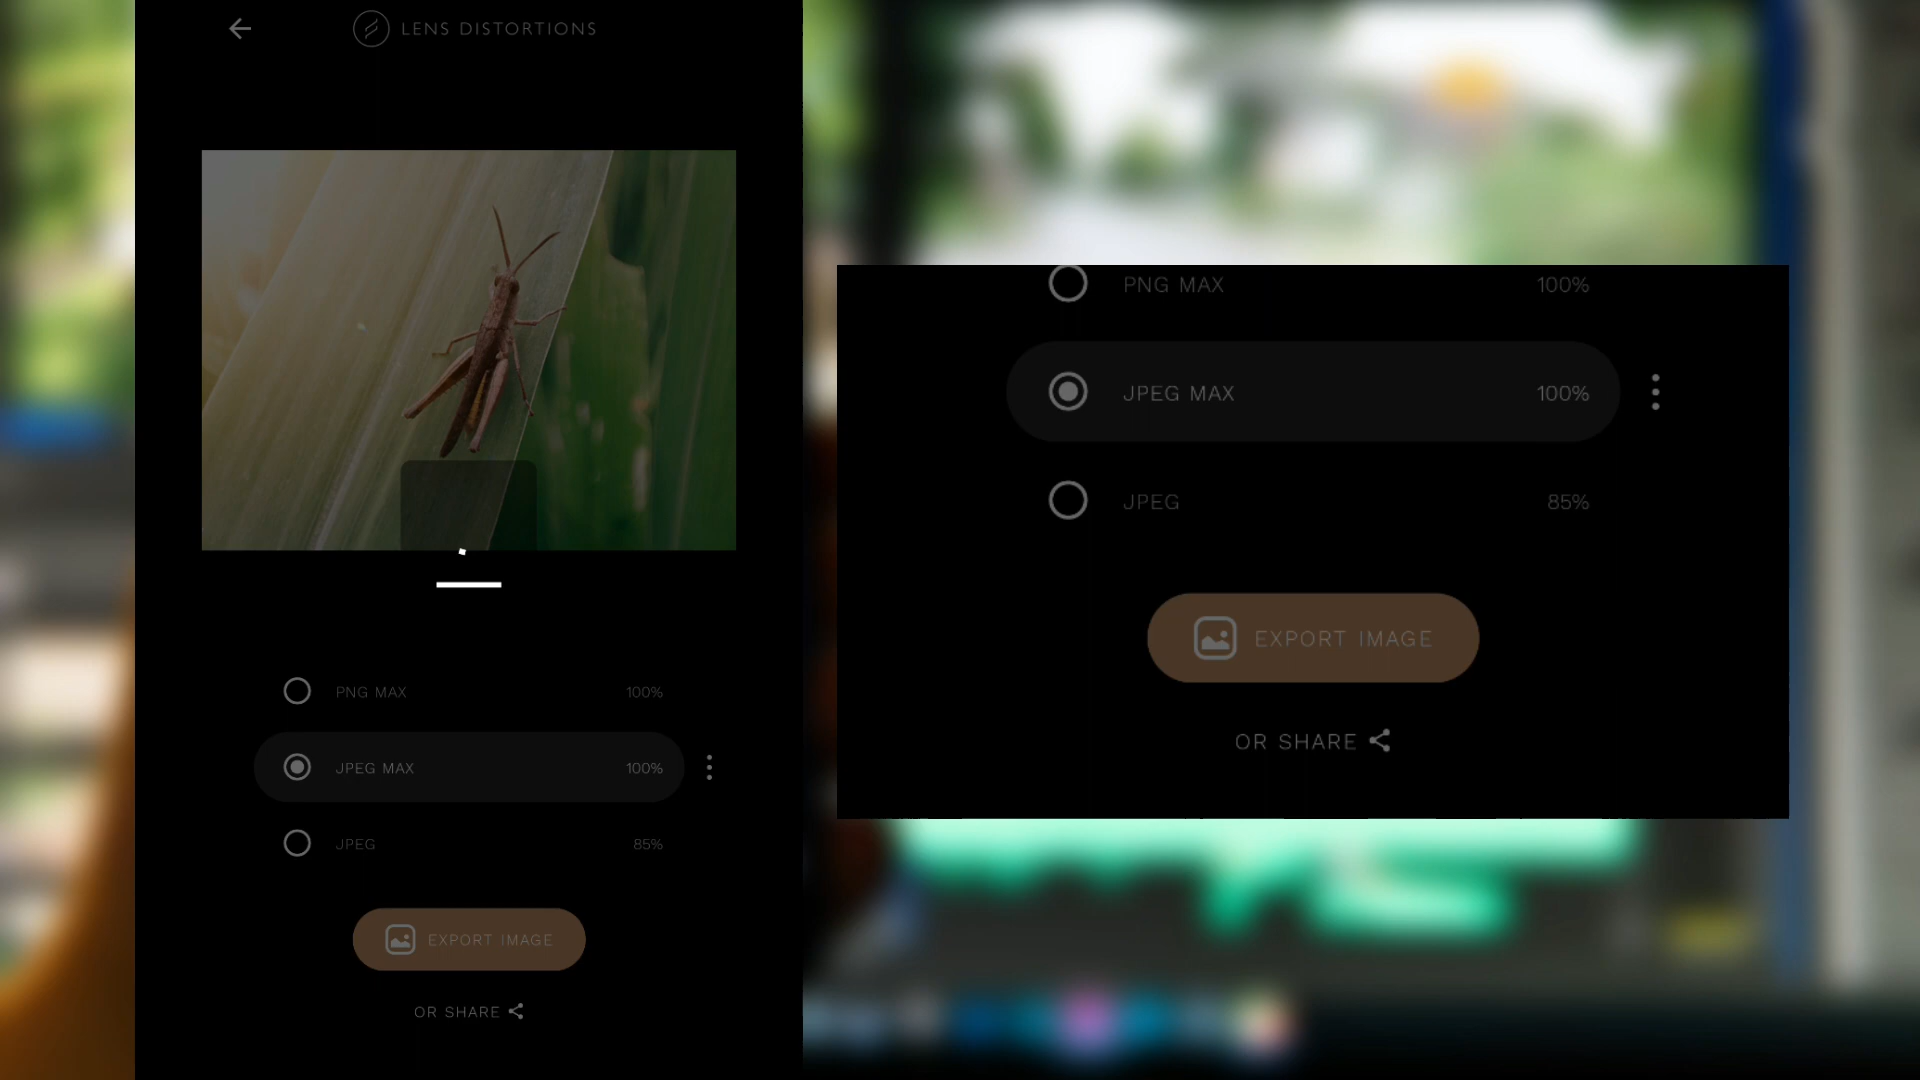 LENS DISTORTIONS
PNG MAX 100%
JPEG MAX 100%
JPEG 85%
EXPORT IMAGE
OR SHARE
PNG MAX 100%
JPEG MAX 100%
JPEG 85%
EXPORT IMAGE
OR SHARE